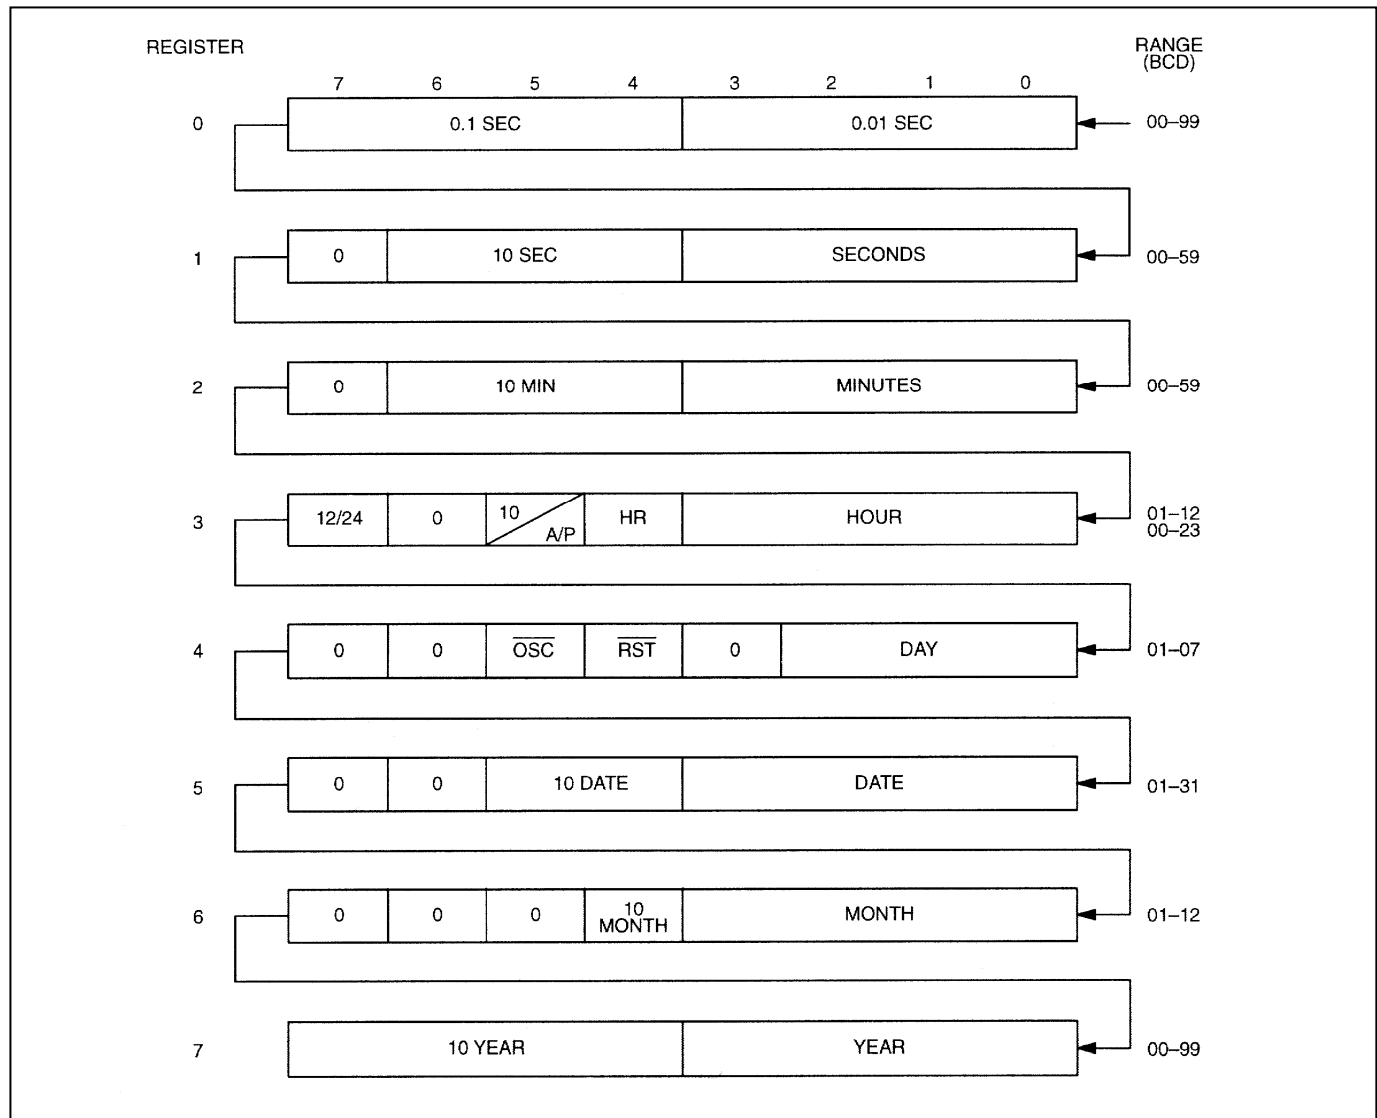 REGISTER
RANGE
(BCD)
7 6 5 4 3 2 1 0
0 0.1 SEC 0.01 SEC 00–99
1 0 10 SEC SECONDS 00–59
2 0 10 MIN MINUTES 00–59
3 12/24 0 10 A/P HR HOUR 01–12
00–23
4 0 0 OSC RST 0 DAY 01–07
5 0 0 10 DATE DATE 01–31
6 0 0 0 10 MONTH MONTH 01–12
7 10 YEAR YEAR 00–99